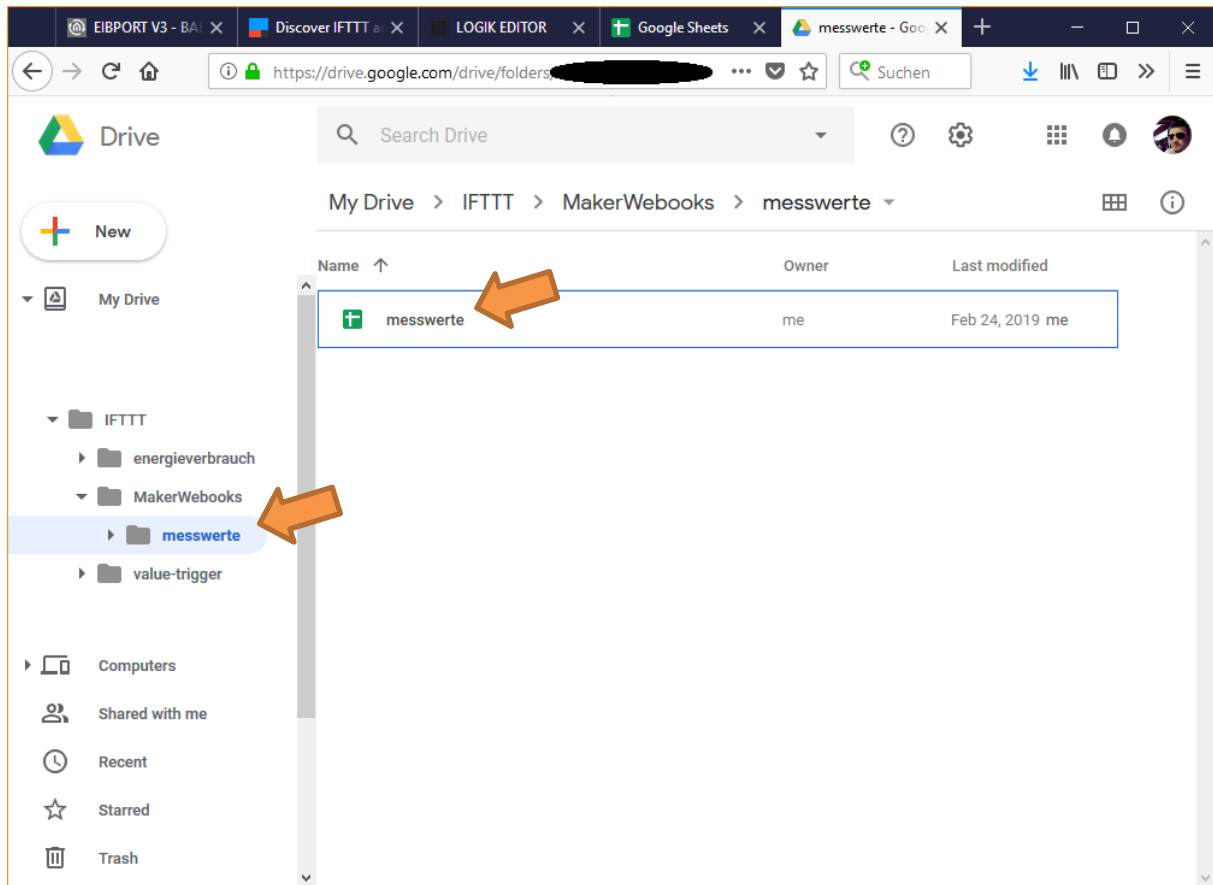 EIBPORT V3 - BA
Discover IFTTT a
LOGIK EDITOR
Google Sheets
messwerte - Goo
https://drive.google.com/drive/folders/
Suchen
Drive
Search Drive
My Drive > IFTTT > MakerWebooks > messwerte
New
Name
Owner
Last modified
My Drive
messwerte
me
Feb 24, 2019 me
IFTTT
energieverbrauch
MakerWebooks
messwerte
value-trigger
Computers
Shared with me
Recent
Starred
Trash